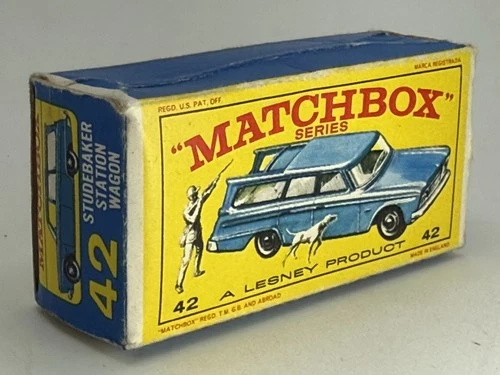 MATCHBOX
42
STUDEBAKER
STATION
WAGON
REGD. U.S. PAT. OFF.
MARCA REGISTRADA
"MATCHBOX"
SERIES
42
42
A LESNEY PRODUCT
MADE IN ENGLAND
"MATCHBOX" REGD. T.M. G.B. AND ABROAD